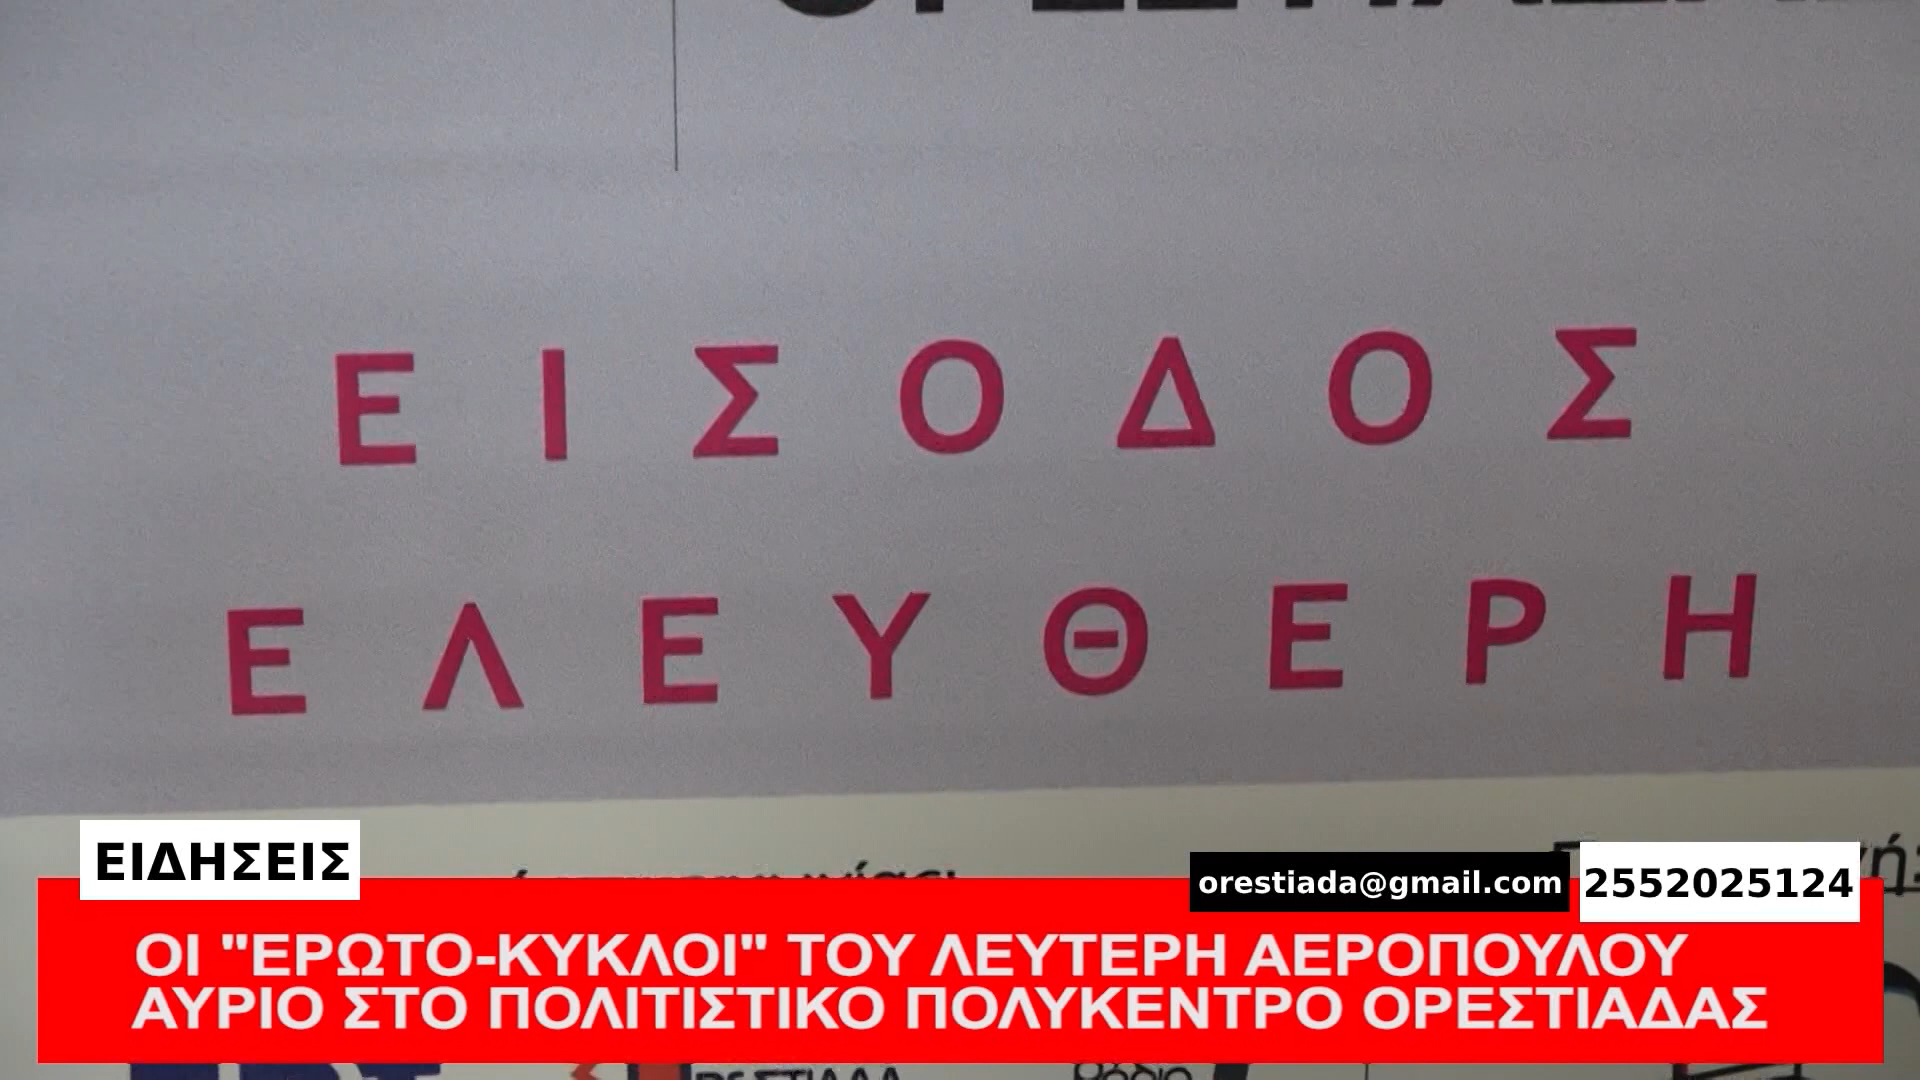 ΕΙΣΟΔΟΣ
ΕΛΕΥΘΕΡΗ
ΕΙΔΗΣΕΙΣ
orestiada@gmail.com
2552025124
ΟΙ "ΕΡΩΤΟ-ΚΥΚΛΟΙ" ΤΟΥ ΛΕΥΤΕΡΗ ΑΕΡΟΠΟΥΛΟΥ
ΑΥΡΙΟ ΣΤΟ ΠΟΛΙΤΙΣΤΙΚΟ ΠΟΛΥΚΕΝΤΡΟ ΟΡΕΣΤΙΑΔΑΣ